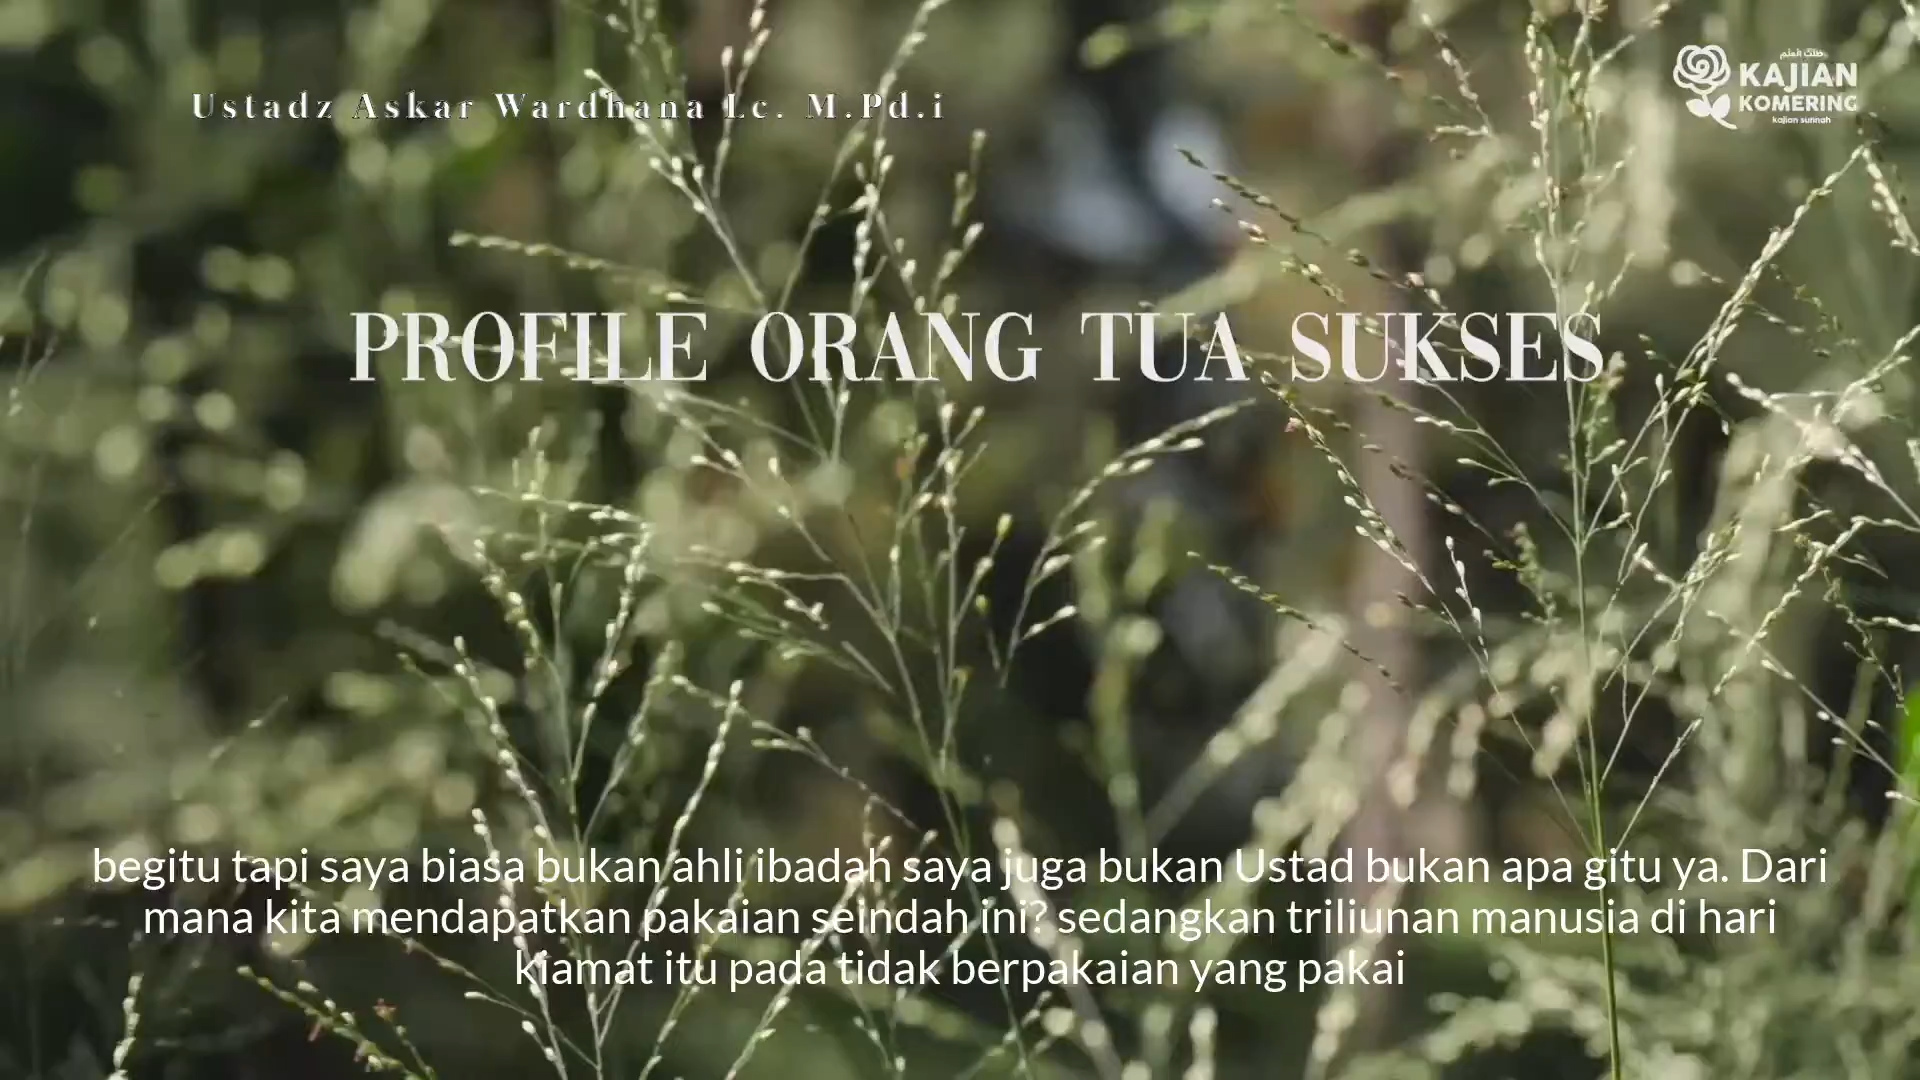 Ustadz Askar Wardhana Lc. M.Pd.i
KAJIAN
KOMERING
kajian sunnah
PROFILE ORANG TUA SUKSES
begitu tapi saya biasa bukan ahli ibadah saya juga bukan Ustad bukan apa gitu ya. Dari
mana kita mendapatkan pakaian seindah ini? sedangkan triliunan manusia di hari
kiamat itu pada tidak berpakaian yang pakai